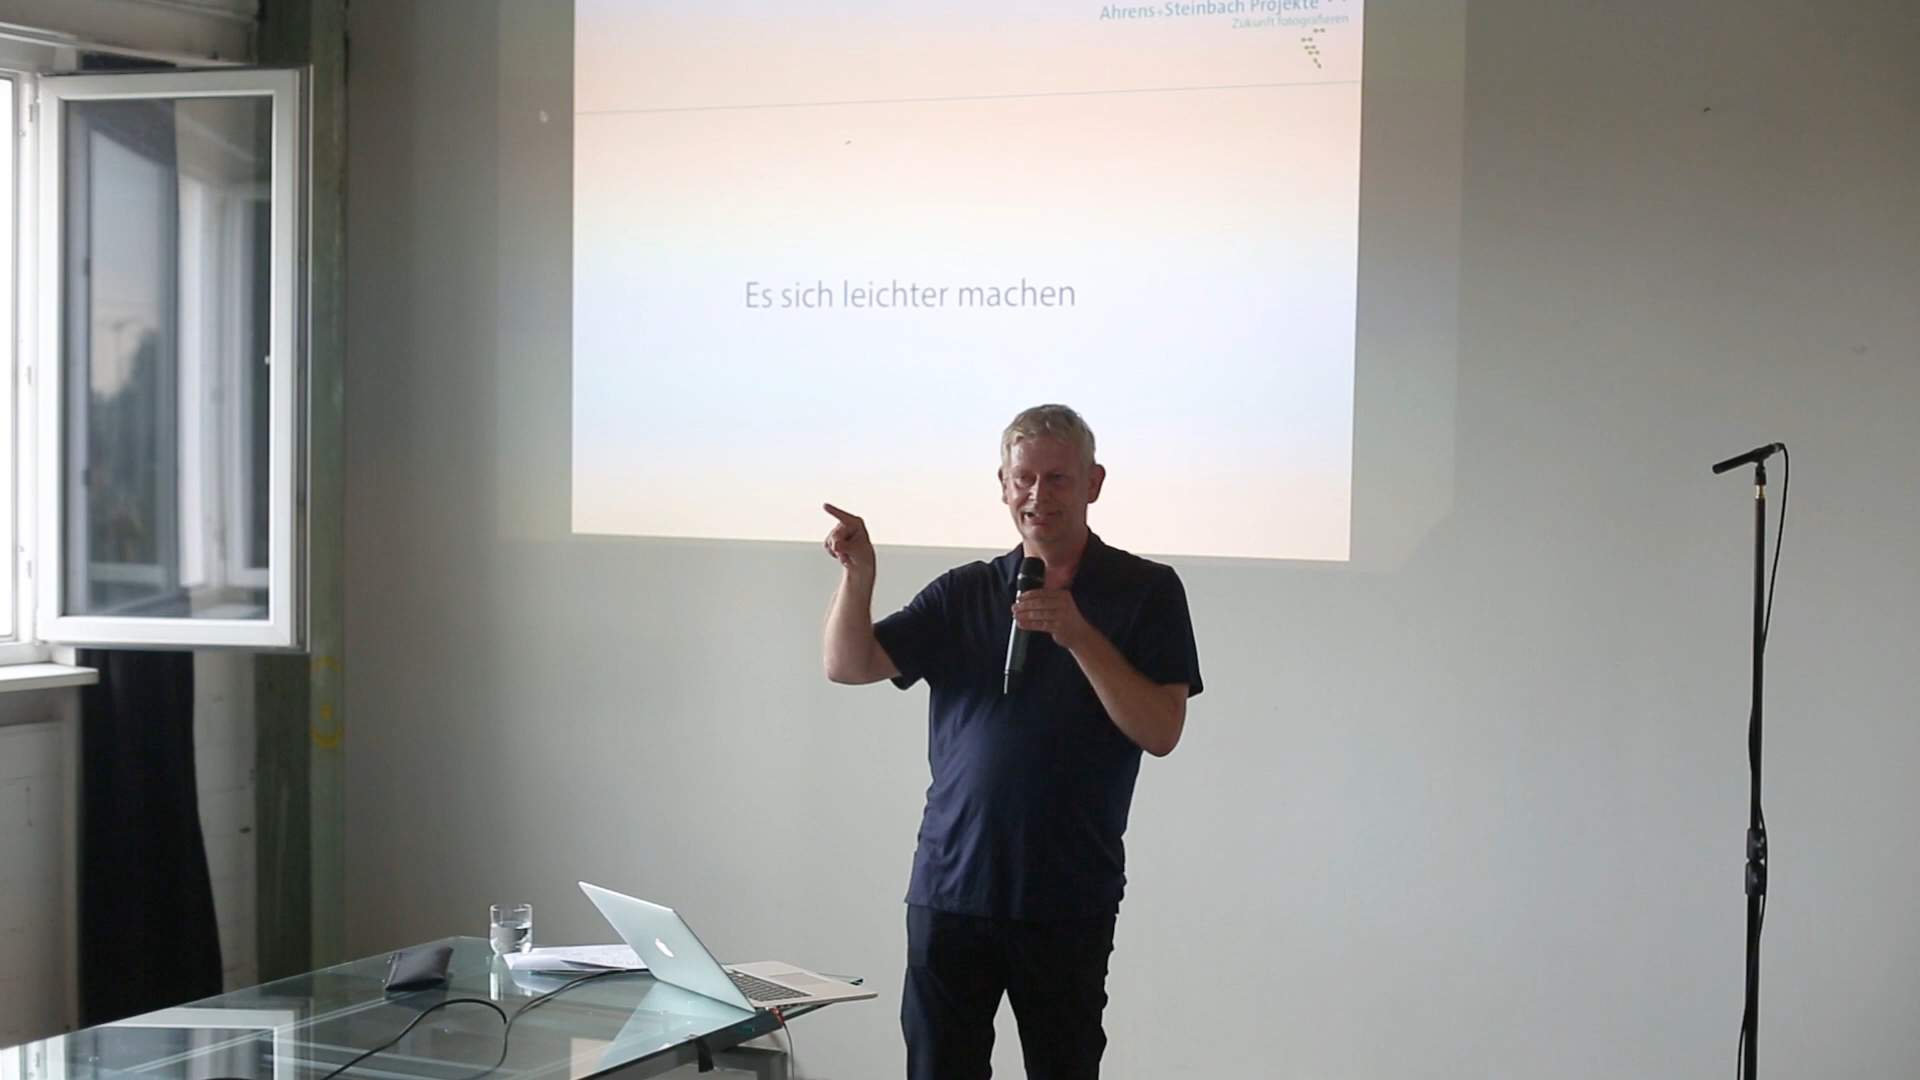 Ahrens+Steinbach Projekte
Zukunft fotografieren
Es sich leichter machen